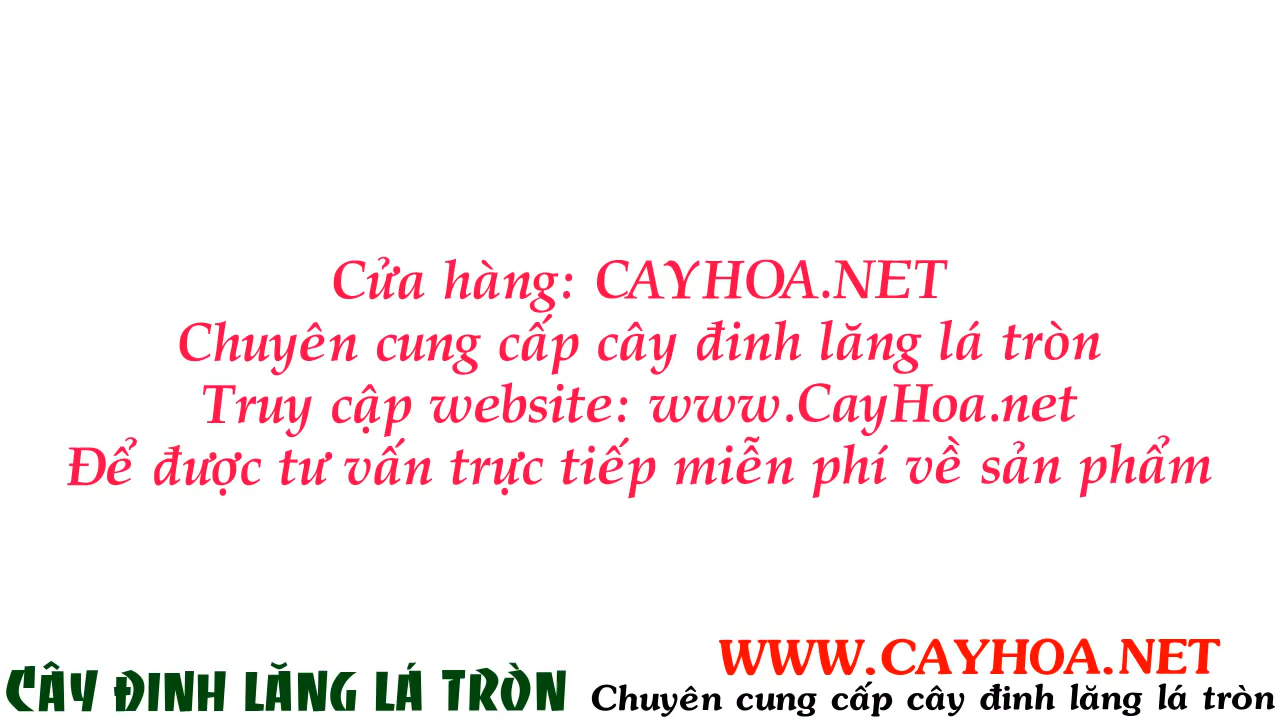 Cửa hàng: CAYHOA.NET
Chuyên cung cấp cây đinh lăng lá tròn
Truy cập website: www.CayHoa.net
Để được tư vấn trực tiếp miễn phí về sản phẩm
WWW.CAYHOA.NET
CÂY ĐINH LĂNG LÁ TRÒN
Chuyên cung cấp cây đinh lăng lá tròn